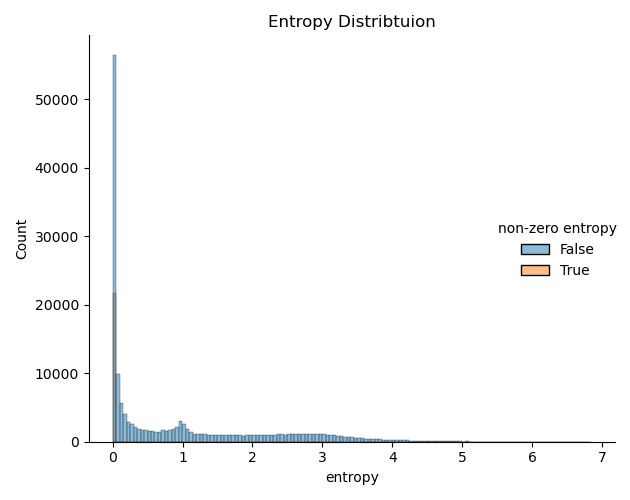 Entropy Distribtuion
Count
50000
40000
30000
20000
10000
0
non-zero entropy
False
True
0 1 2 3 4 5 6 7
entropy